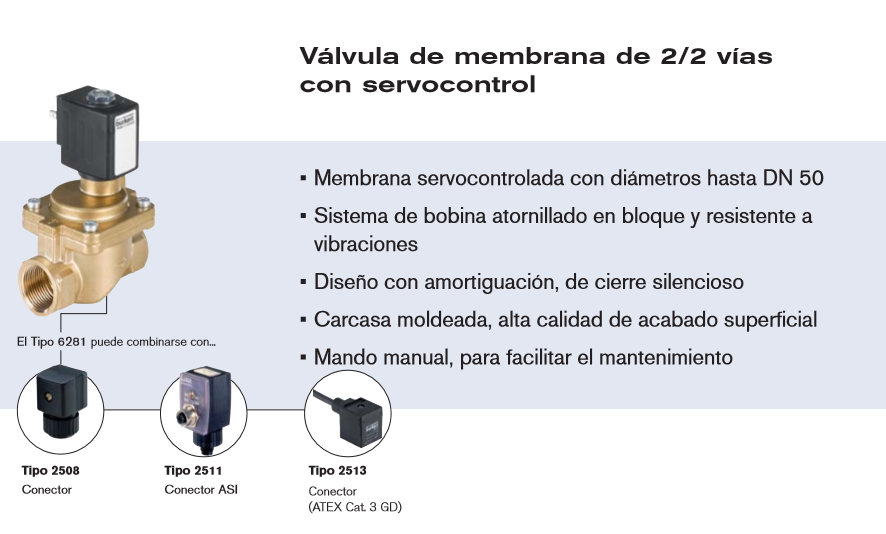 Válvula de membrana de 2/2 vías
con servocontrol
▪ Membrana servocontrolada con diámetros hasta DN 50
▪ Sistema de bobina atornillado en bloque y resistente a
vibraciones
▪ Diseño con amortiguación, de cierre silencioso
▪ Carcasa moldeada, alta calidad de acabado superficial
▪ Mando manual, para facilitar el mantenimiento
El Tipo 6281 puede combinarse con...
Tipo 2508
Conector
Tipo 2511
Conector ASI
Tipo 2513
Conector
(ATEX Cat. 3 GD)